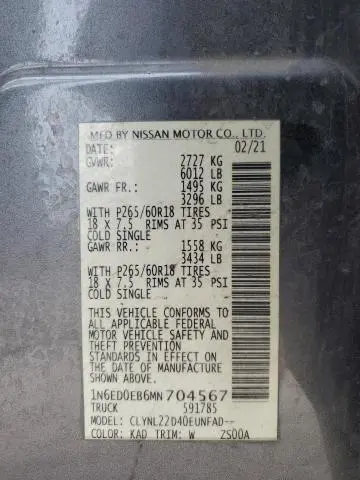 MFD BY NISSAN MOTOR CO., LTD.
DATE: 02/21
GVWR: 2727 KG
6012 LB
GAWR FR.: 1495 KG
3296 LB
WITH P265/60R18 TIRES
18 X 7.5 RIMS AT 35 PSI
COLD SINGLE
GAWR RR.: 1558 KG
3434 LB
WITH P265/60R18 TIRES
18 X 7.5 RIMS AT 35 PSI
COLD SINGLE
THIS VEHICLE CONFORMS TO
ALL APPLICABLE FEDERAL
MOTOR VEHICLE SAFETY AND
THEFT PREVENTION
STANDARDS IN EFFECT ON
THE DATE OF MANUFACTURE
SHOWN ABOVE.
1N6ED0EB6MN704567
TRUCK 591785
MODEL: CLYNL22D40EUNFAD--
COLOR: KAD TRIM: W ZS00A